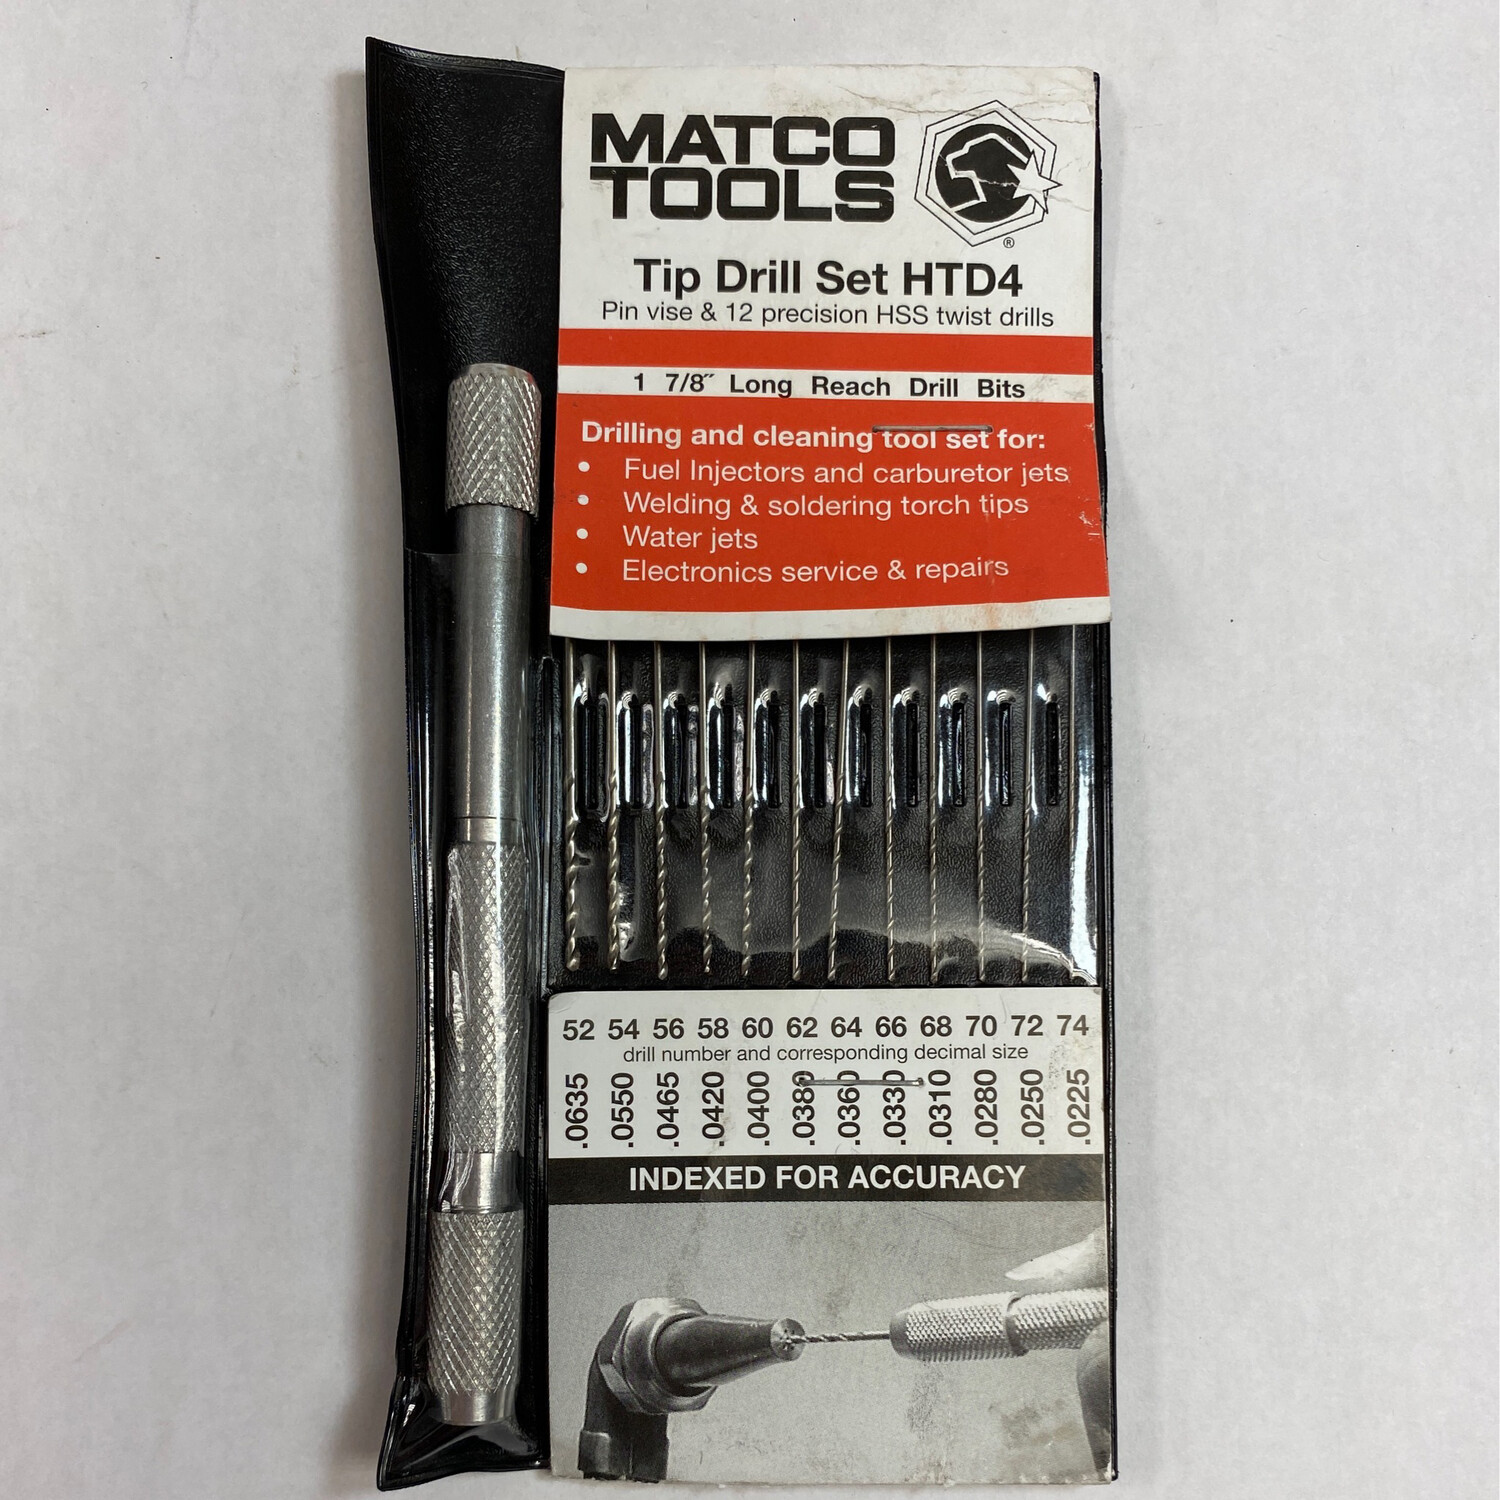 MATCO
TOOLS
®
Tip Drill Set HTD4
Pin vise & 12 precision HSS twist drills
1 7/8″ Long Reach Drill Bits
Drilling and cleaning tool set for:
• Fuel Injectors and carburetor jets
• Welding & soldering torch tips
• Water jets
• Electronics service & repairs
52 54 56 58 60 62 64 66 68 70 72 74
drill number and corresponding decimal size
.0635 .0550 .0465 .0420 .0400 .0380 .0360 .0330 .0310 .0280 .0250 .0225
INDEXED FOR ACCURACY